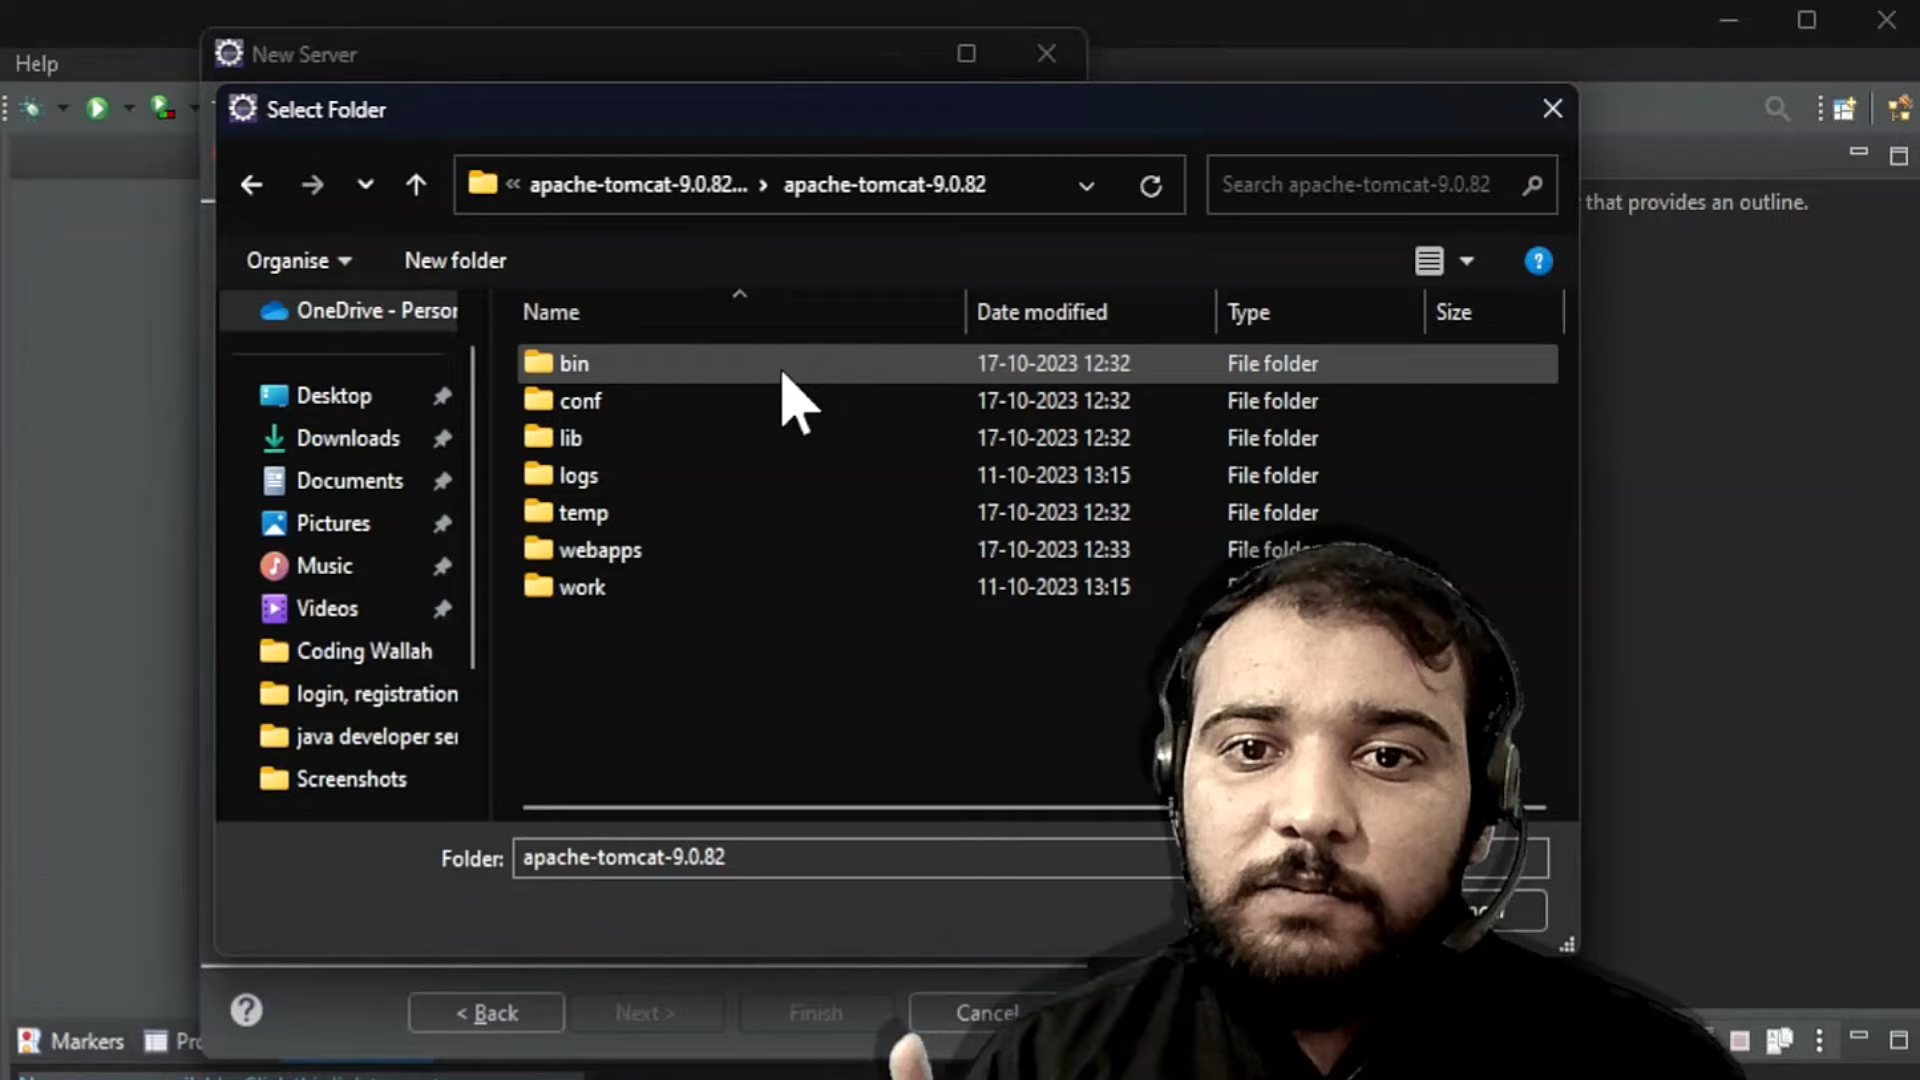 New Server
Help
Select Folder
« apache-tomcat-9.0.82... › apache-tomcat-9.0.82
Search apache-tomcat-9.0.82
that provides an outline.
Organise
New folder
?
OneDrive - Person
Name
Date modified
Type
Size
bin 17-10-2023 12:32 File folder
conf 17-10-2023 12:32 File folder
lib 17-10-2023 12:32 File folder
logs 11-10-2023 13:15 File folder
temp 17-10-2023 12:32 File folder
webapps 17-10-2023 12:33 File folder
work 11-10-2023 13:15
Desktop
Downloads
Documents
Pictures
Music
Videos
Coding Wallah
login, registration
java developer ser
Screenshots
Folder: apache-tomcat-9.0.82
?
< Back
Next >
Finish
Cancel
Markers